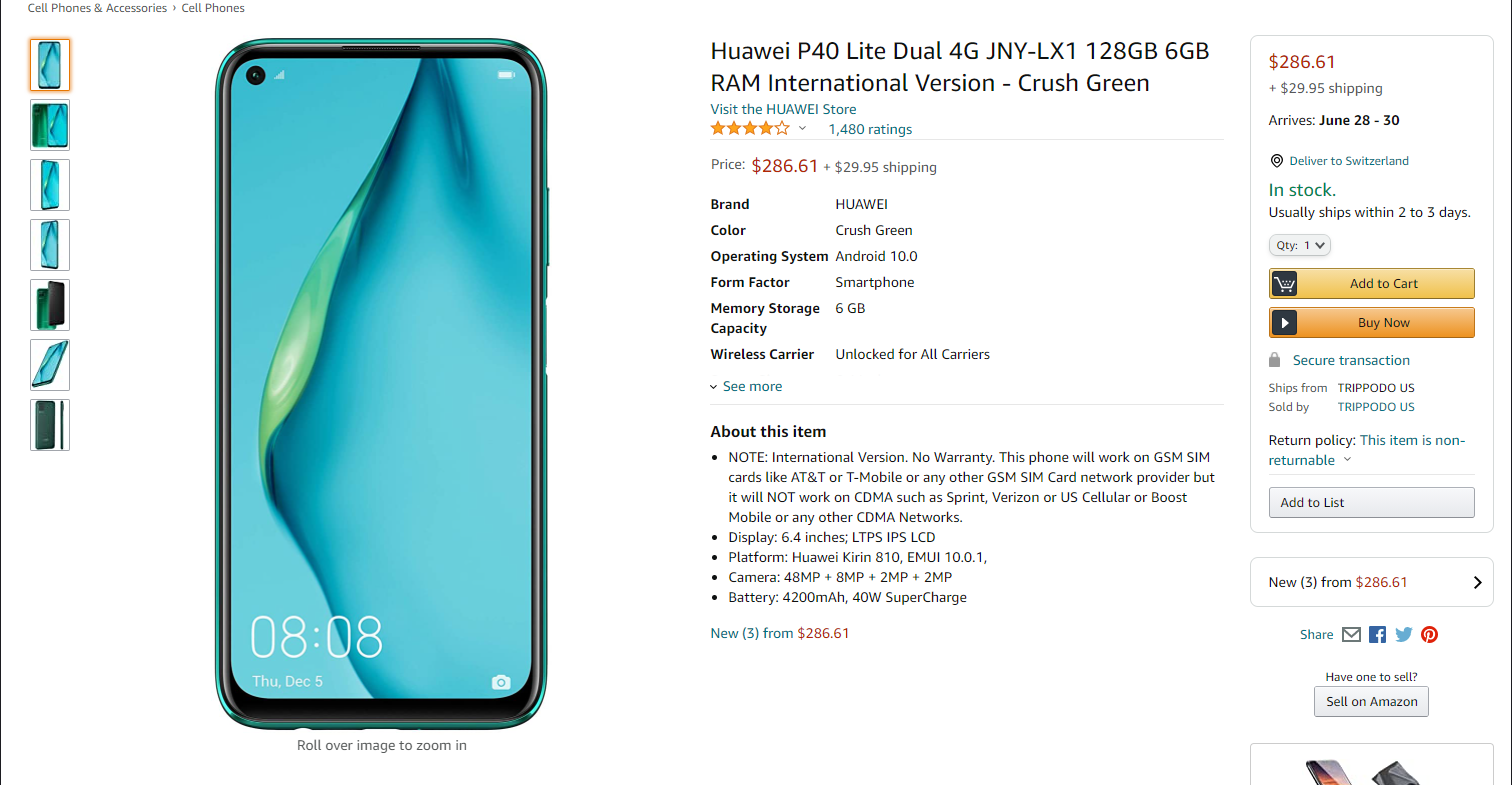 Cell Phones & Accessories › Cell Phones
08:08
Thu, Dec 5
Roll over image to zoom in
Huawei P40 Lite Dual 4G JNY-LX1 128GB 6GB
RAM International Version - Crush Green
Visit the HUAWEI Store
1,480 ratings
Price: $286.61 + $29.95 shipping
Brand HUAWEI
Color Crush Green
Operating System Android 10.0
Form Factor Smartphone
Memory Storage 6 GB
Capacity
Wireless Carrier Unlocked for All Carriers
See more
About this item
• NOTE: International Version. No Warranty. This phone will work on GSM SIM
cards like AT&T or T-Mobile or any other GSM SIM Card network provider but
it will NOT work on CDMA such as Sprint, Verizon or US Cellular or Boost
Mobile or any other CDMA Networks.
• Display: 6.4 inches; LTPS IPS LCD
• Platform: Huawei Kirin 810, EMUI 10.0.1,
• Camera: 48MP + 8MP + 2MP + 2MP
• Battery: 4200mAh, 40W SuperCharge
New (3) from $286.61
$286.61
+ $29.95 shipping
Arrives: June 28 - 30
Deliver to Switzerland
In stock.
Usually ships within 2 to 3 days.
Qty: 1
Add to Cart
Buy Now
Secure transaction
Ships from TRIPPODO US
Sold by TRIPPODO US
Return policy: This item is non-
returnable
Add to List
New (3) from $286.61
Share
Have one to sell?
Sell on Amazon